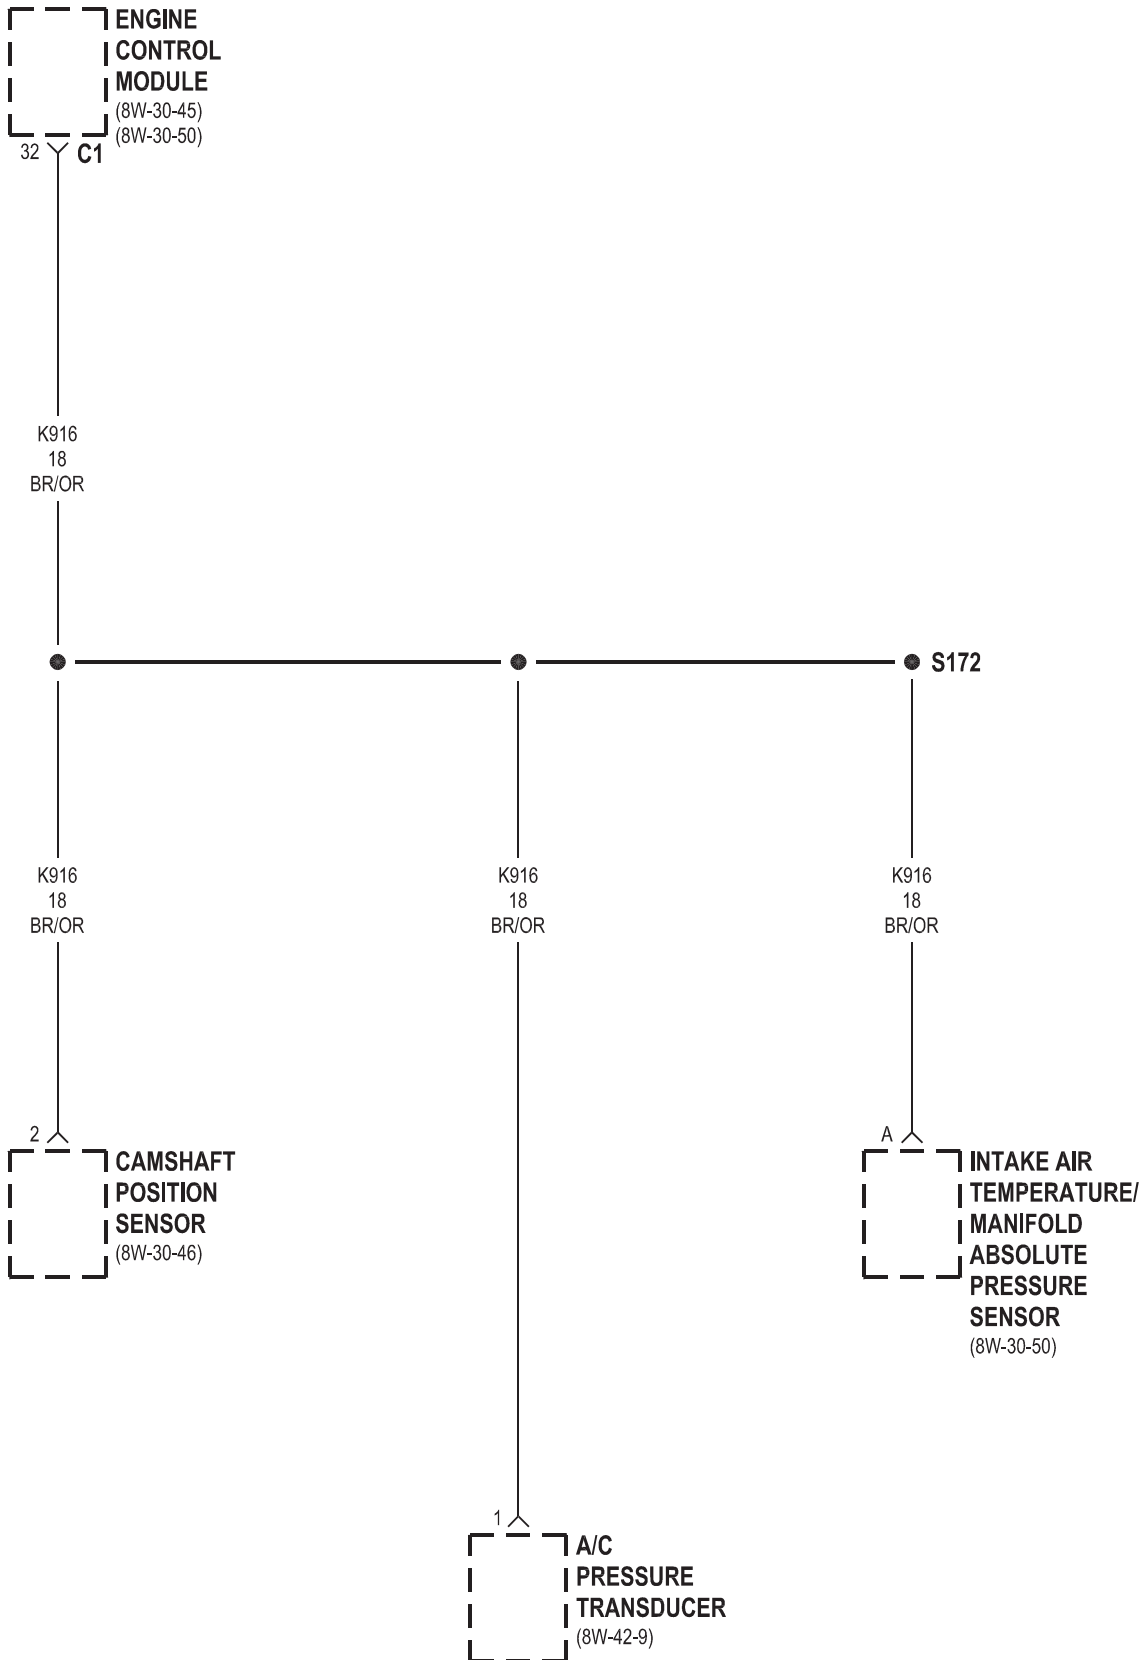 ENGINE
CONTROL
MODULE
(8W-30-45)
(8W-30-50)
32
C1
K916
18
BR/OR
S172
K916
18
BR/OR
K916
18
BR/OR
K916
18
BR/OR
2
CAMSHAFT
POSITION
SENSOR
(8W-30-46)
A
INTAKE AIR
TEMPERATURE/
MANIFOLD
ABSOLUTE
PRESSURE
SENSOR
(8W-30-50)
1
A/C
PRESSURE
TRANSDUCER
(8W-42-9)